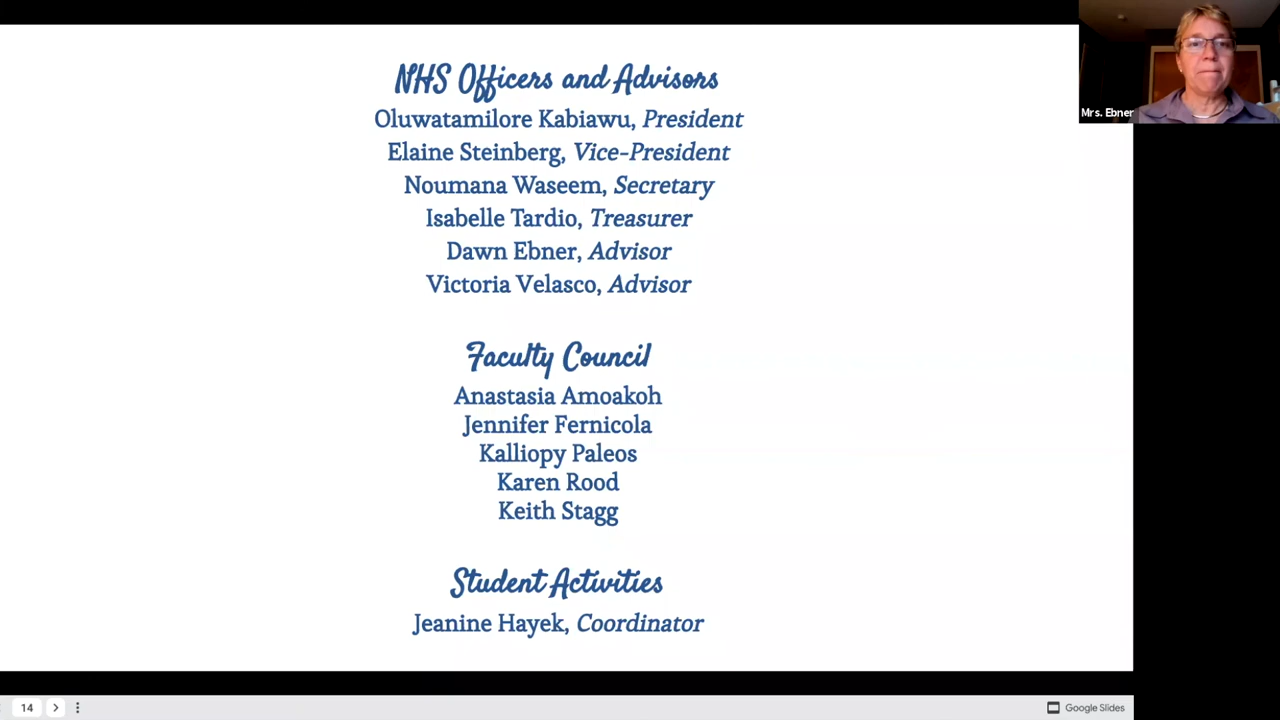 NHS Officers and Advisors
Oluwatamilore Kabiawu, President
Elaine Steinberg, Vice-President
Noumana Waseem, Secretary
Isabelle Tardio, Treasurer
Dawn Ebner, Advisor
Victoria Velasco, Advisor
Faculty Council
Anastasia Amoakoh
Jennifer Fernicola
Kalliopy Paleos
Karen Rood
Keith Stagg
Student Activities
Jeanine Hayek, Coordinator
Mrs. Ebner
14
Google Slides